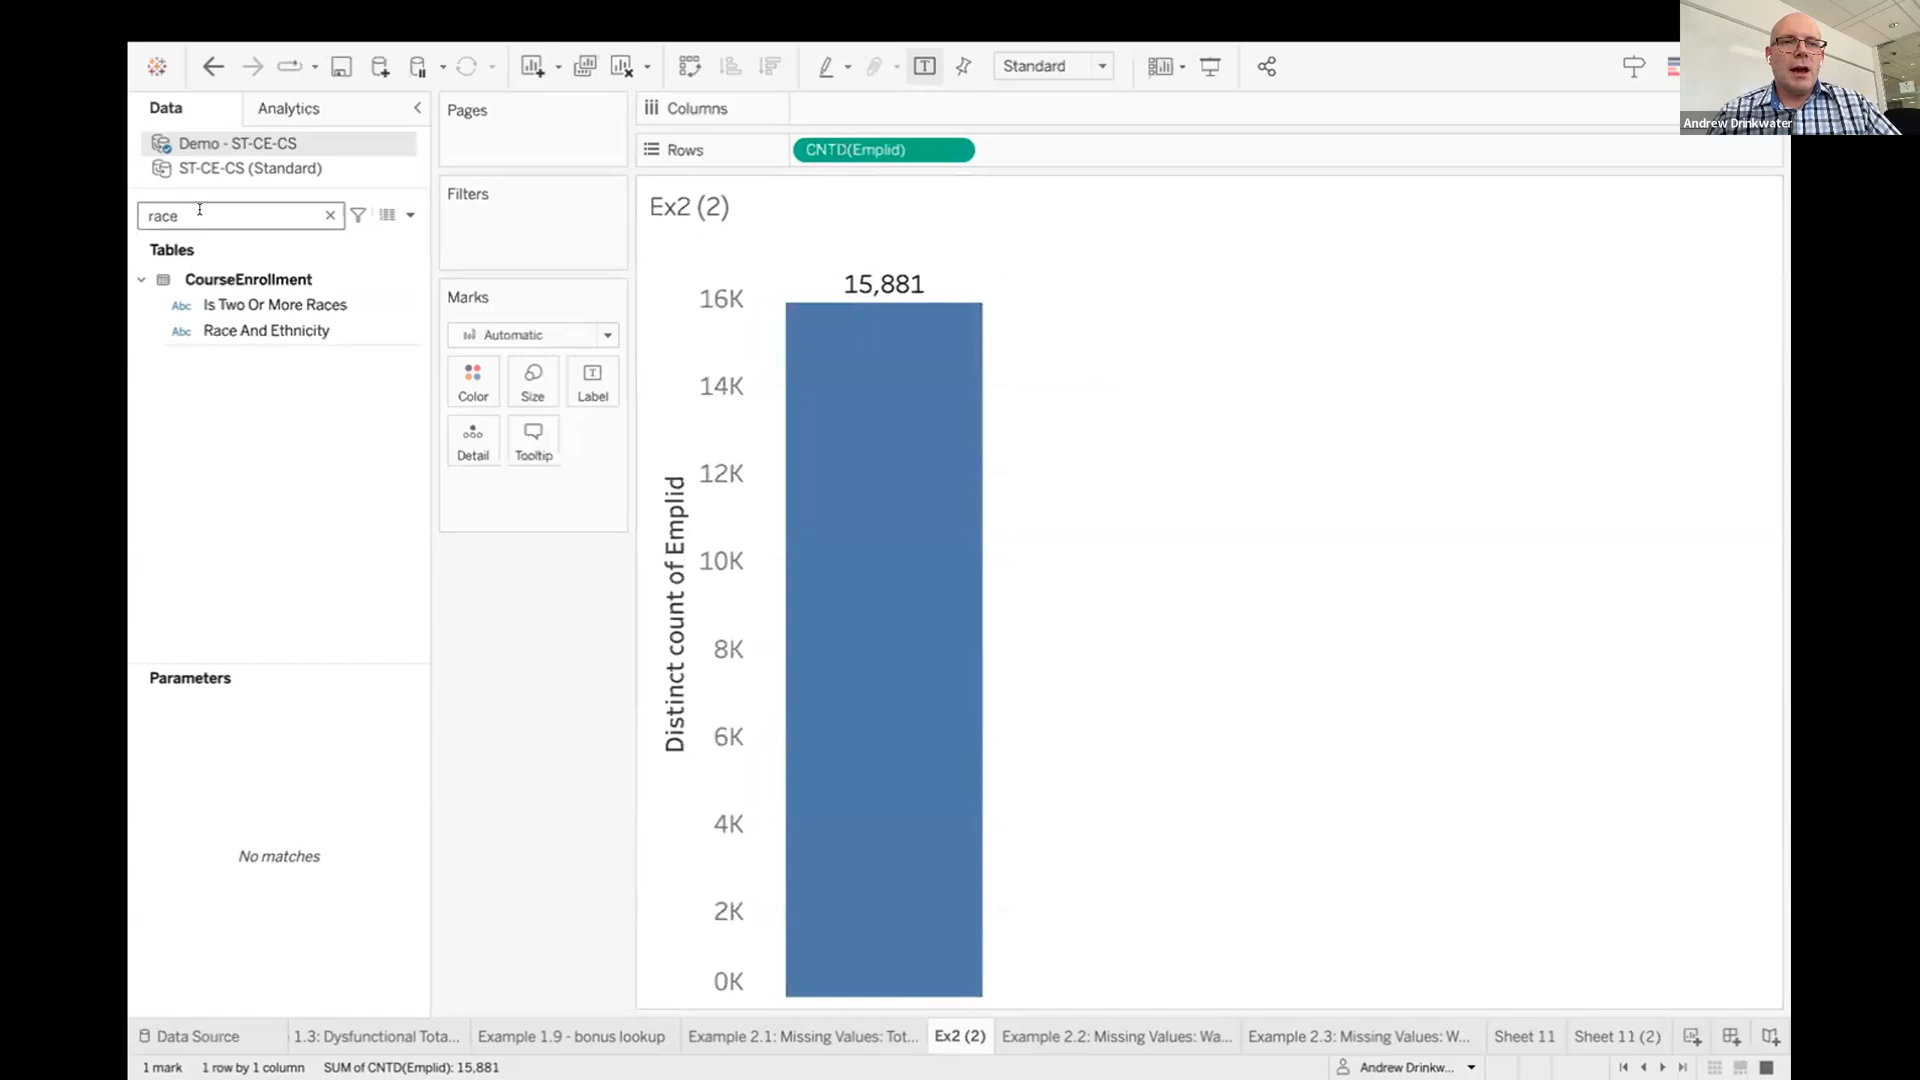 Standard
Andrew Drinkwater
Data
Analytics
Pages
Columns
Demo - ST-CE-CS
ST-CE-CS (Standard)
Rows
CNTD(Emplid)
race
Filters
Ex2 (2)
Tables
CourseEnrollment
Abc Is Two Or More Races
Abc Race And Ethnicity
Marks
Automatic
Color
Size
Label
Detail
Tooltip
15,881
16K
14K
12K
10K
8K
6K
4K
2K
0K
Distinct count of Emplid
Parameters
No matches
Data Source
1.3: Dysfunctional Tota...
Example 1.9 - bonus lookup
Example 2.1: Missing Values: Tot...
Ex2 (2)
Example 2.2: Missing Values: Wa...
Example 2.3: Missing Values: W...
Sheet 11
Sheet 11 (2)
1 mark
1 row by 1 column
SUM of CNTD(Emplid): 15,881
Andrew Drinkw...